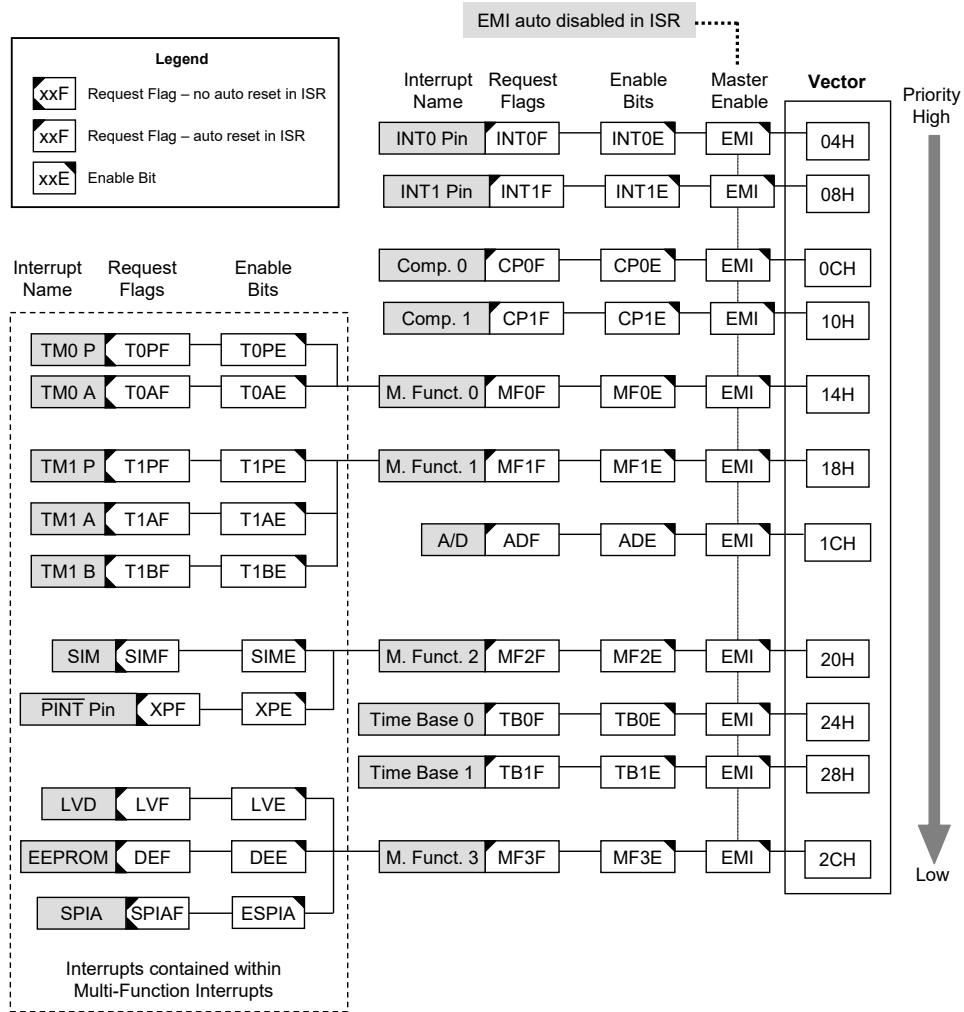 EMI auto disabled in ISR
Legend
xxF Request Flag – no auto reset in ISR
xxF Request Flag – auto reset in ISR
xxE Enable Bit
Interrupt Name Request Flags Enable Bits Master Enable Vector Priority High
INT0 Pin INT0F INT0E EMI 04H
INT1 Pin INT1F INT1E EMI 08H
Comp. 0 CP0F CP0E EMI 0CH
Comp. 1 CP1F CP1E EMI 10H
Interrupt Name Request Flags Enable Bits
TM0 P T0PF T0PE
TM0 A T0AF T0AE M. Funct. 0 MF0F MF0E EMI 14H
TM1 P T1PF T1PE M. Funct. 1 MF1F MF1E EMI 18H
TM1 A T1AF T1AE
A/D ADF ADE EMI 1CH
TM1 B T1BF T1BE
SIM SIMF SIME M. Funct. 2 MF2F MF2E EMI 20H
PINT Pin XPF XPE
Time Base 0 TB0F TB0E EMI 24H
Time Base 1 TB1F TB1E EMI 28H
LVD LVF LVE
EEPROM DEF DEE M. Funct. 3 MF3F MF3E EMI 2CH
Low
SPIA SPIAF ESPIA
Interrupts contained within
Multi-Function Interrupts